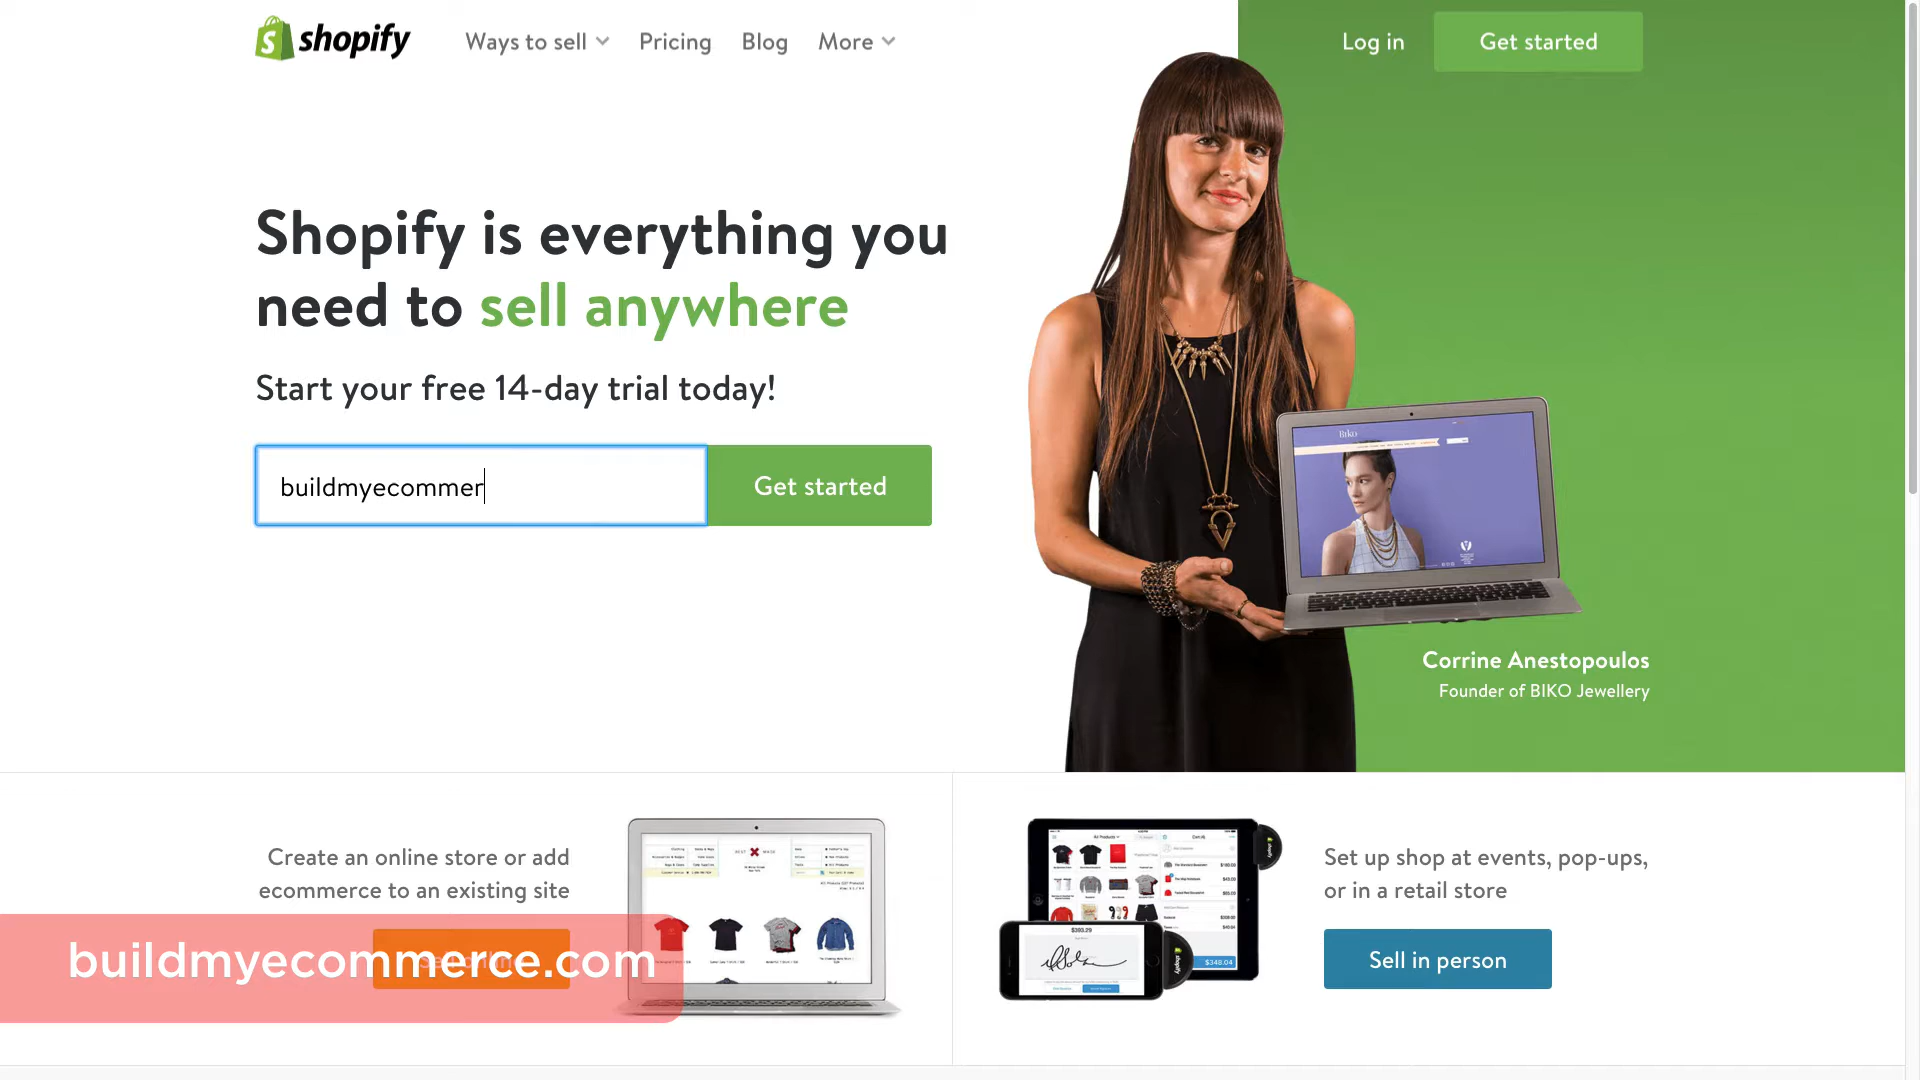 shopify
Ways to sell
Pricing
Blog
More
Log in
Get started
Shopify is everything you
need to sell anywhere
Start your free 14-day trial today!
buildmyecommer
Get started
Biko
Corrine Anestopoulos
Founder of BIKO Jewellery
Create an online store or add
ecommerce to an existing site
buildmyecommerce.com
Set up shop at events, pop-ups,
or in a retail store
Sell in person